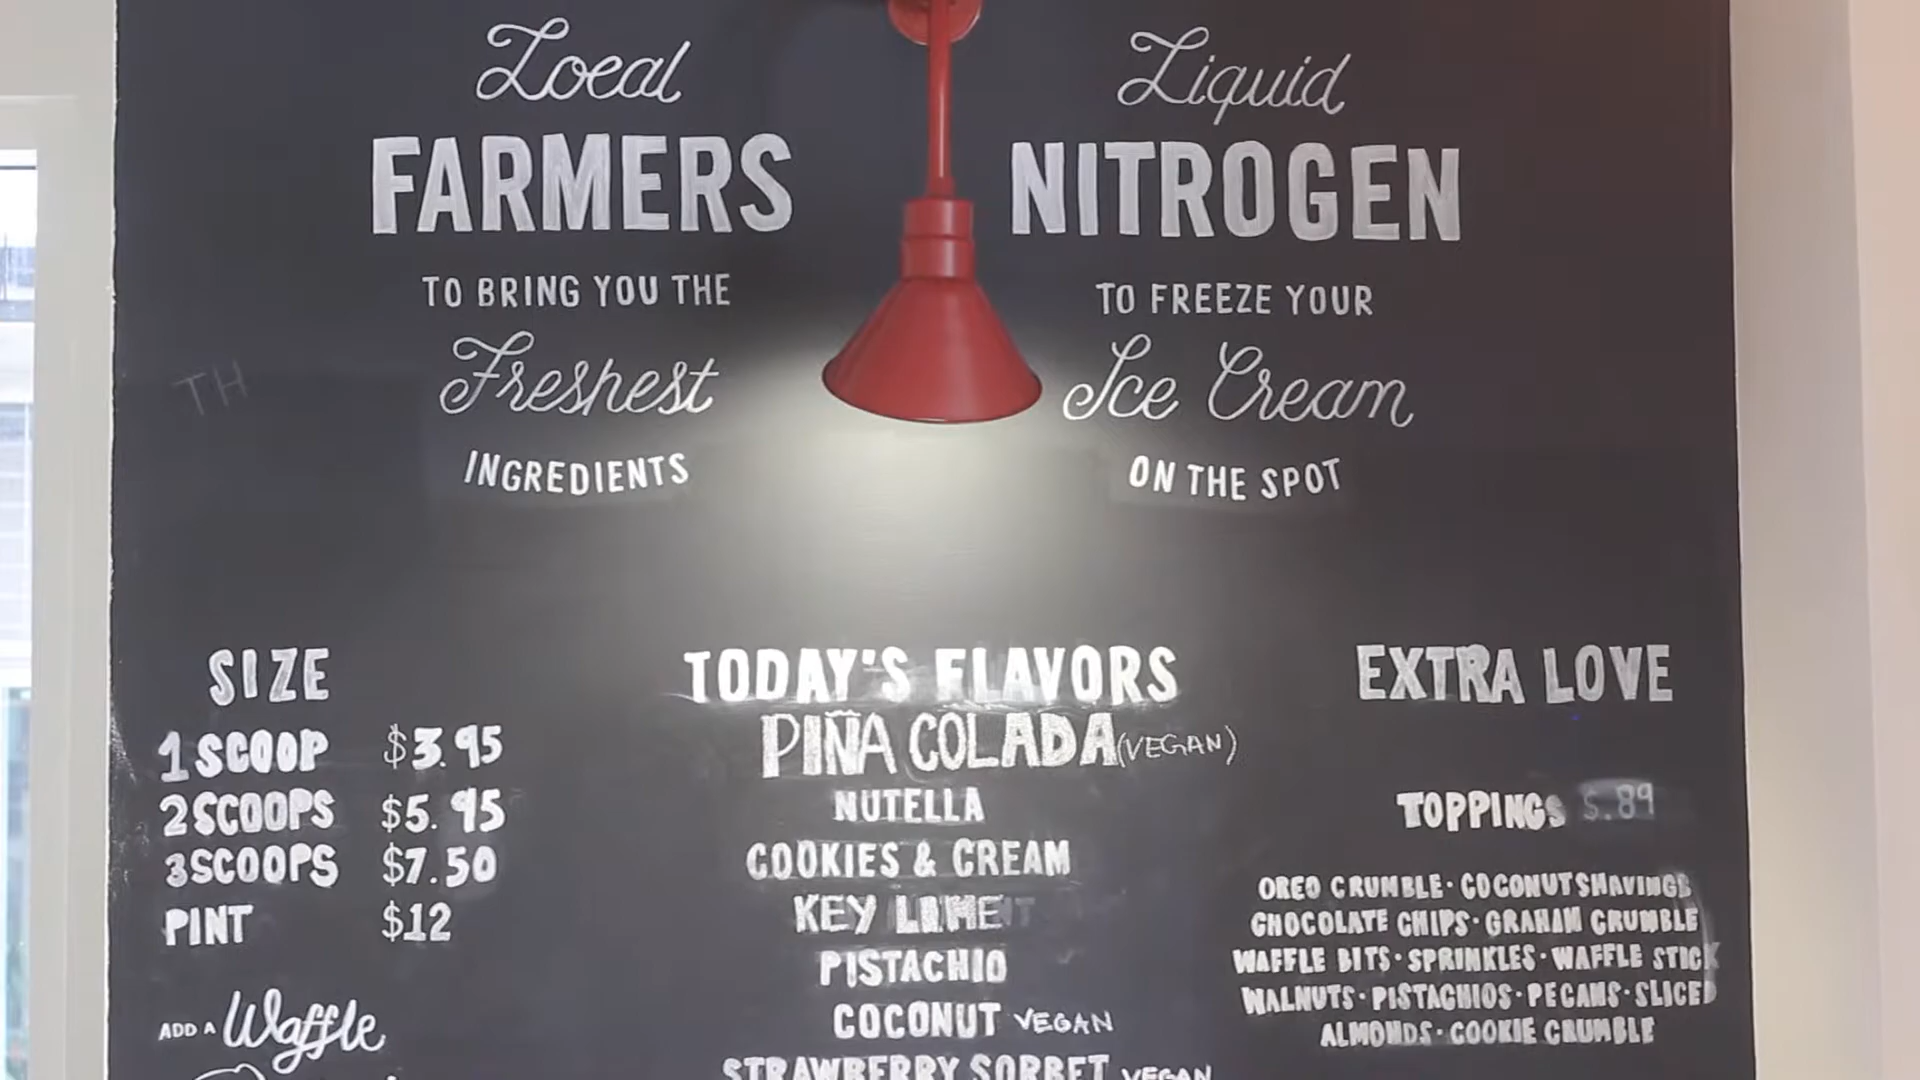 Local
FARMERS
TO BRING YOU THE
Freshest
INGREDIENTS
Liquid
NITROGEN
TO FREEZE YOUR
Ice Cream
ON THE SPOT
TH
SIZE
1 SCOOP $3.95
2 SCOOPS $5.95
3 SCOOPS $7.50
PINT $12
ADD A Waffle
TODAY'S FLAVORS
PIÑA COLADA (VEGAN)
NUTELLA
COOKIES & CREAM
KEY LIME
PISTACHIO
COCONUT VEGAN
STRAWBERRY SORBET VEGAN
EXTRA LOVE
TOPPINGS $.89
OREO CRUMBLE · COCONUT SHAVINGS
CHOCOLATE CHIPS · GRAHAM CRUMBLE
WAFFLE BITS · SPRINKLES · WAFFLE STICK
WALNUTS · PISTACHIOS · PECANS · SLICED
ALMONDS · COOKIE CRUMBLE